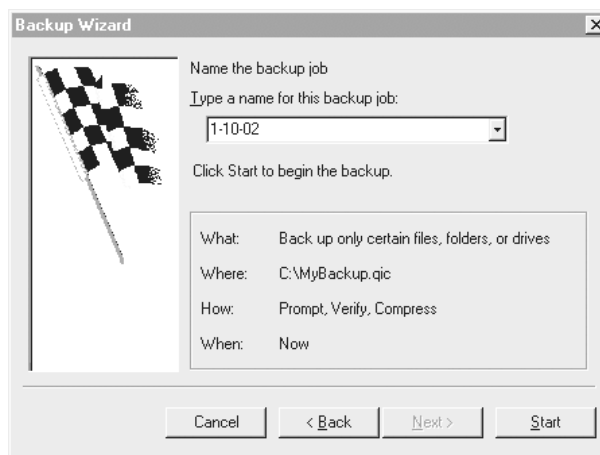 Backup Wizard
Name the backup job
Type a name for this backup job:
1-10-02
Click Start to begin the backup.
What: Back up only certain files, folders, or drives
Where: C:\MyBackup.qic
How: Prompt, Verify, Compress
When: Now
Cancel < Back Next > Start